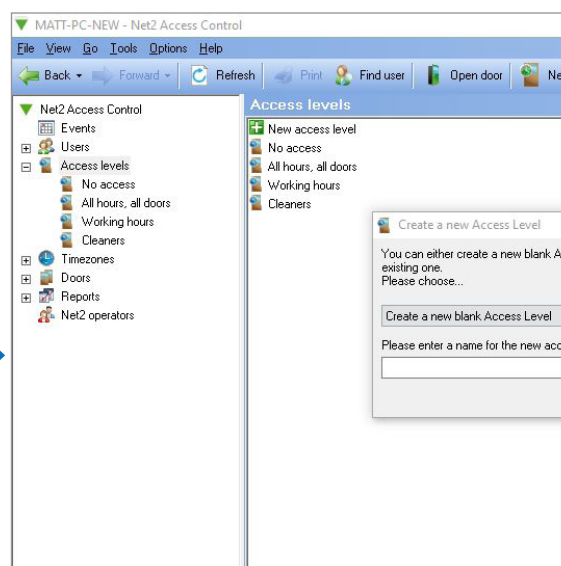 MATT-PC-NEW - Net2 Access Control
File View Go Tools Options Help
Back Forward Refresh Print Find user Open door Ne
Net2 Access Control
Events
Users
Access levels
No access
All hours, all doors
Working hours
Cleaners
Timezones
Doors
Reports
Net2 operators
Access levels
New access level
No access
All hours, all doors
Working hours
Cleaners
Create a new Access Level
You can either create a new blank A
existing one.
Please choose...
Create a new blank Access Level
Please enter a name for the new acc